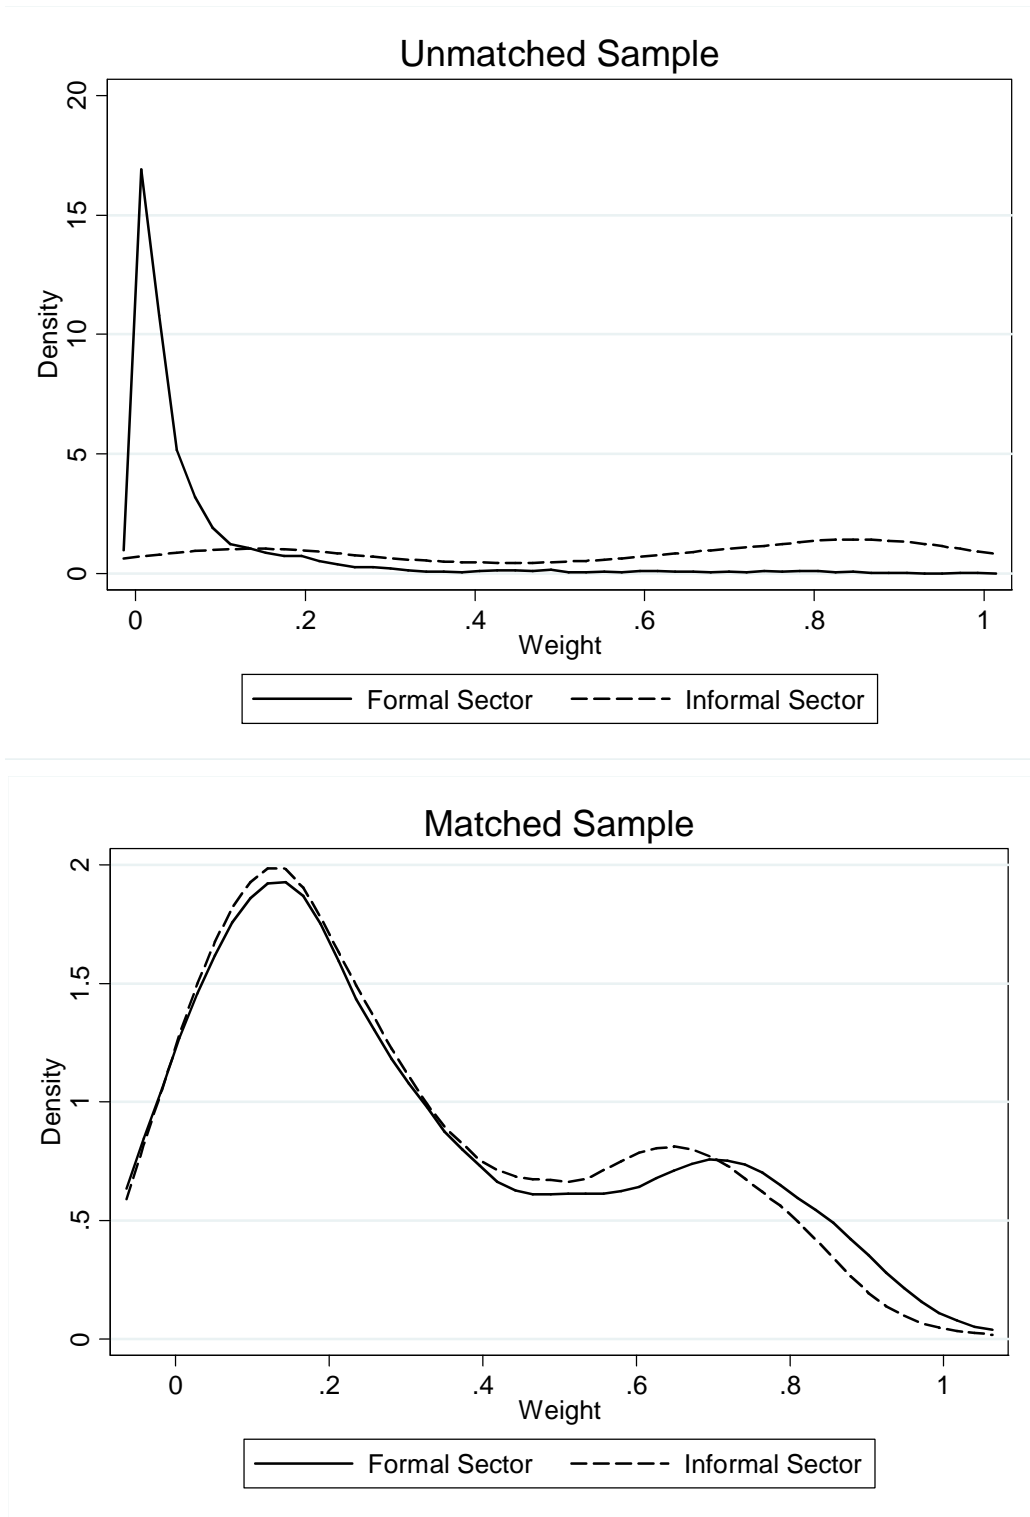 Unmatched Sample
20
15
10
5
0
Density
0 .2 .4 .6 .8 1
Weight
Formal Sector Informal Sector
Matched Sample
2
1.5
1
.5
0
Density
0 .2 .4 .6 .8 1
Weight
Formal Sector Informal Sector